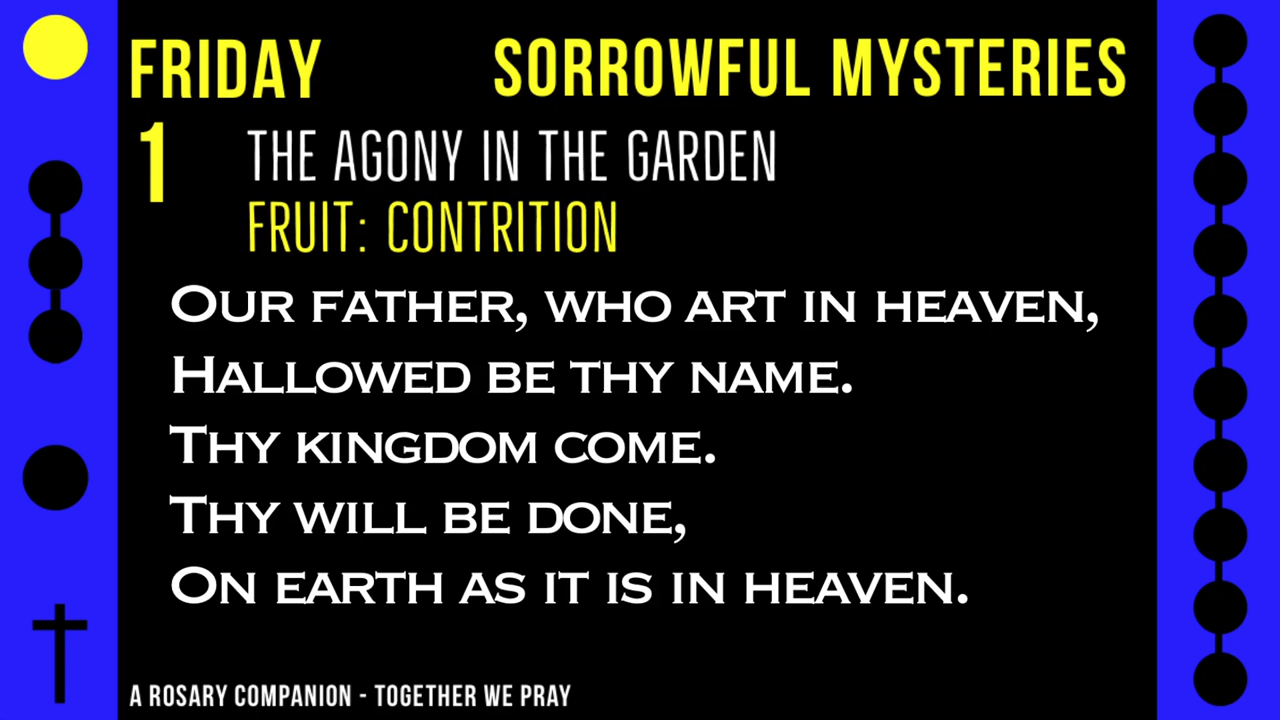 FRIDAY SORROWFUL MYSTERIES
1 THE AGONY IN THE GARDEN
FRUIT: CONTRITION
OUR FATHER, WHO ART IN HEAVEN,
HALLOWED BE THY NAME.
THY KINGDOM COME.
THY WILL BE DONE,
ON EARTH AS IT IS IN HEAVEN.
A ROSARY COMPANION - TOGETHER WE PRAY